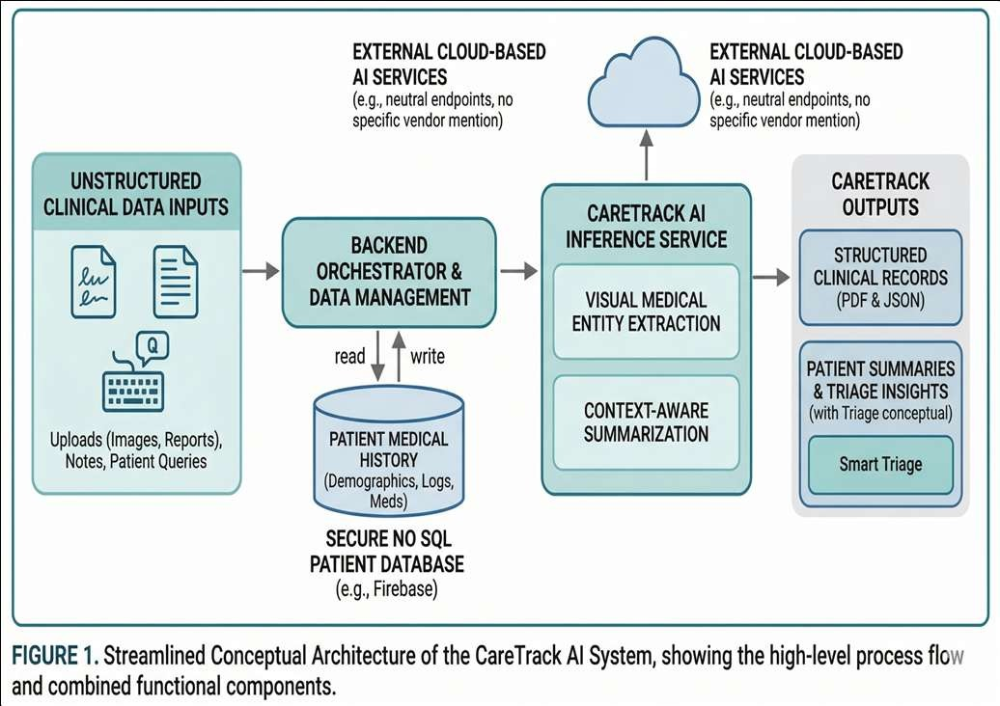 EXTERNAL CLOUD-BASED
AI SERVICES
(e.g., neutral endpoints, no
specific vendor mention)
EXTERNAL CLOUD-BASED
AI SERVICES
(e.g., neutral endpoints, no
specific vendor mention)
UNSTRUCTURED
CLINICAL DATA INPUTS
Q
Uploads (Images, Reports),
Notes, Patient Queries
BACKEND
ORCHESTRATOR &
DATA MANAGEMENT
read
write
PATIENT MEDICAL
HISTORY
(Demographics, Logs,
Meds)
SECURE NO SQL
PATIENT DATABASE
(e.g., Firebase)
CARETRACK AI
INFERENCE SERVICE
VISUAL MEDICAL
ENTITY EXTRACTION
CONTEXT-AWARE
SUMMARIZATION
CARETRACK
OUTPUTS
STRUCTURED
CLINICAL RECORDS
(PDF & JSON)
PATIENT SUMMARIES
& TRIAGE INSIGHTS
(with Triage conceptual)
Smart Triage
FIGURE 1. Streamlined Conceptual Architecture of the CareTrack AI System, showing the high-level process flow
and combined functional components.